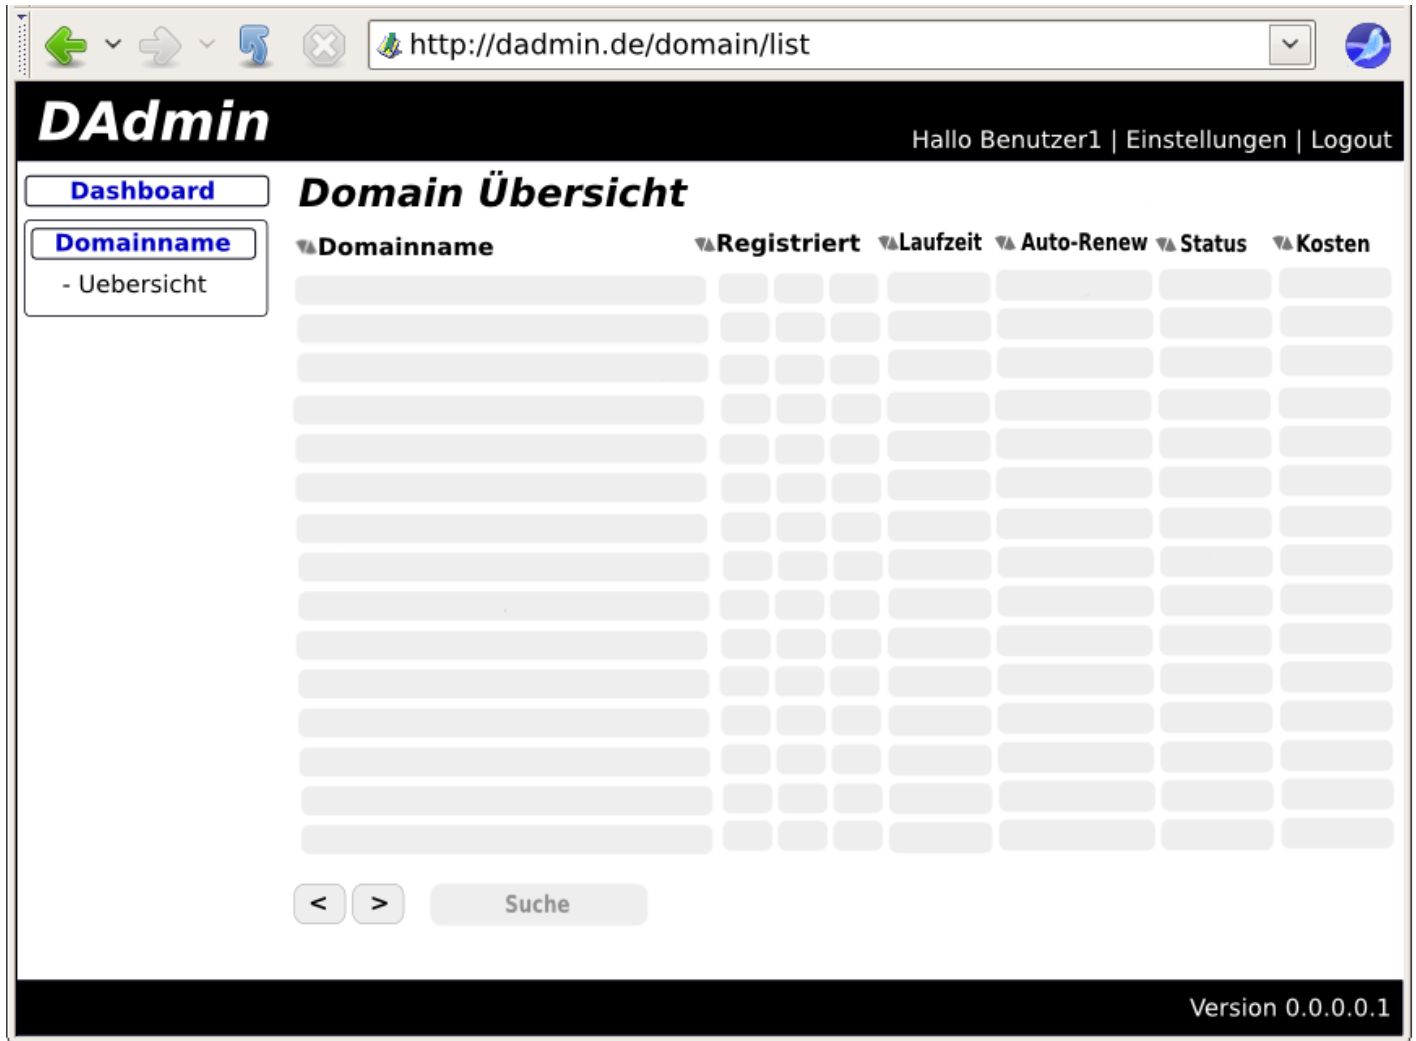 http://dadmin.de/domain/list
DAdmin
Hallo Benutzer1 | Einstellungen | Logout
Dashboard
Domainname
- Uebersicht
Domain Übersicht
Domainname Registriert Laufzeit Auto-Renew Status Kosten
< > Suche
Version 0.0.0.0.1